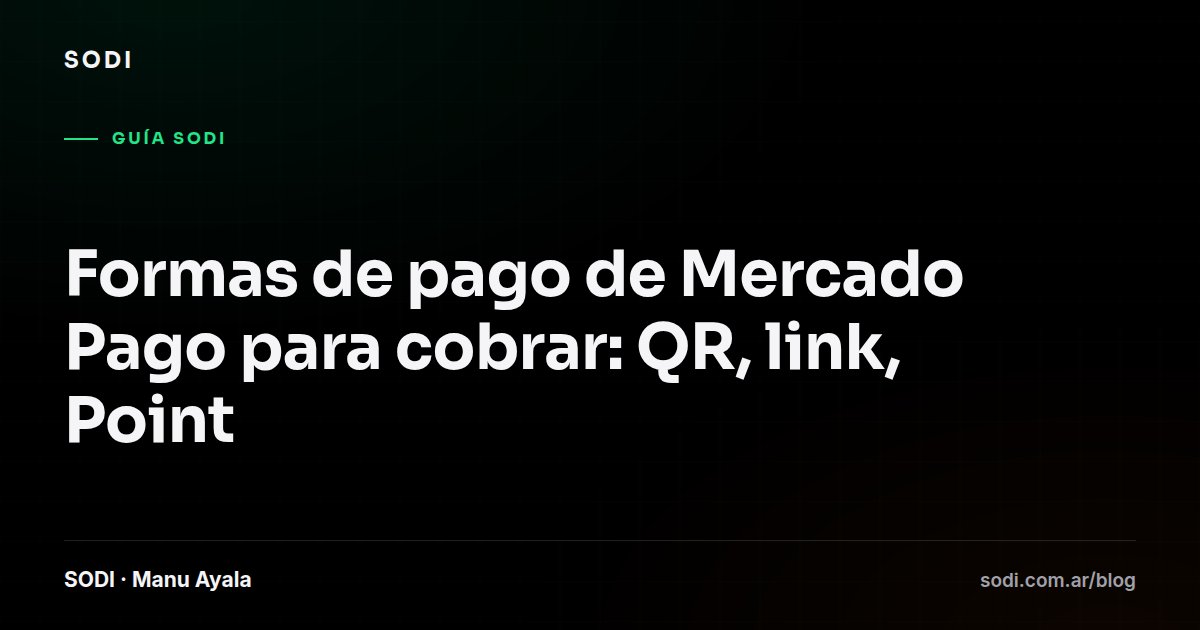 SODI
GUÍA SODI
Formas de pago de Mercado
Pago para cobrar: QR, link,
Point
SODI · Manu Ayala
sodi.com.ar/blog